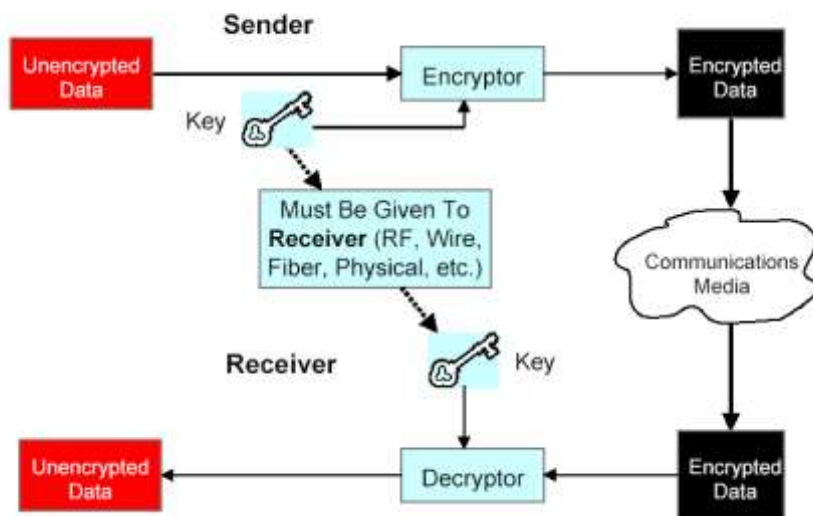 Sender
Unencrypted
Data
Encryptor
Encrypted
Data
Key
Must Be Given To
Receiver (RF, Wire,
Fiber, Physical, etc.)
Communications
Media
Receiver
Key
Unencrypted
Data
Decryptor
Encrypted
Data